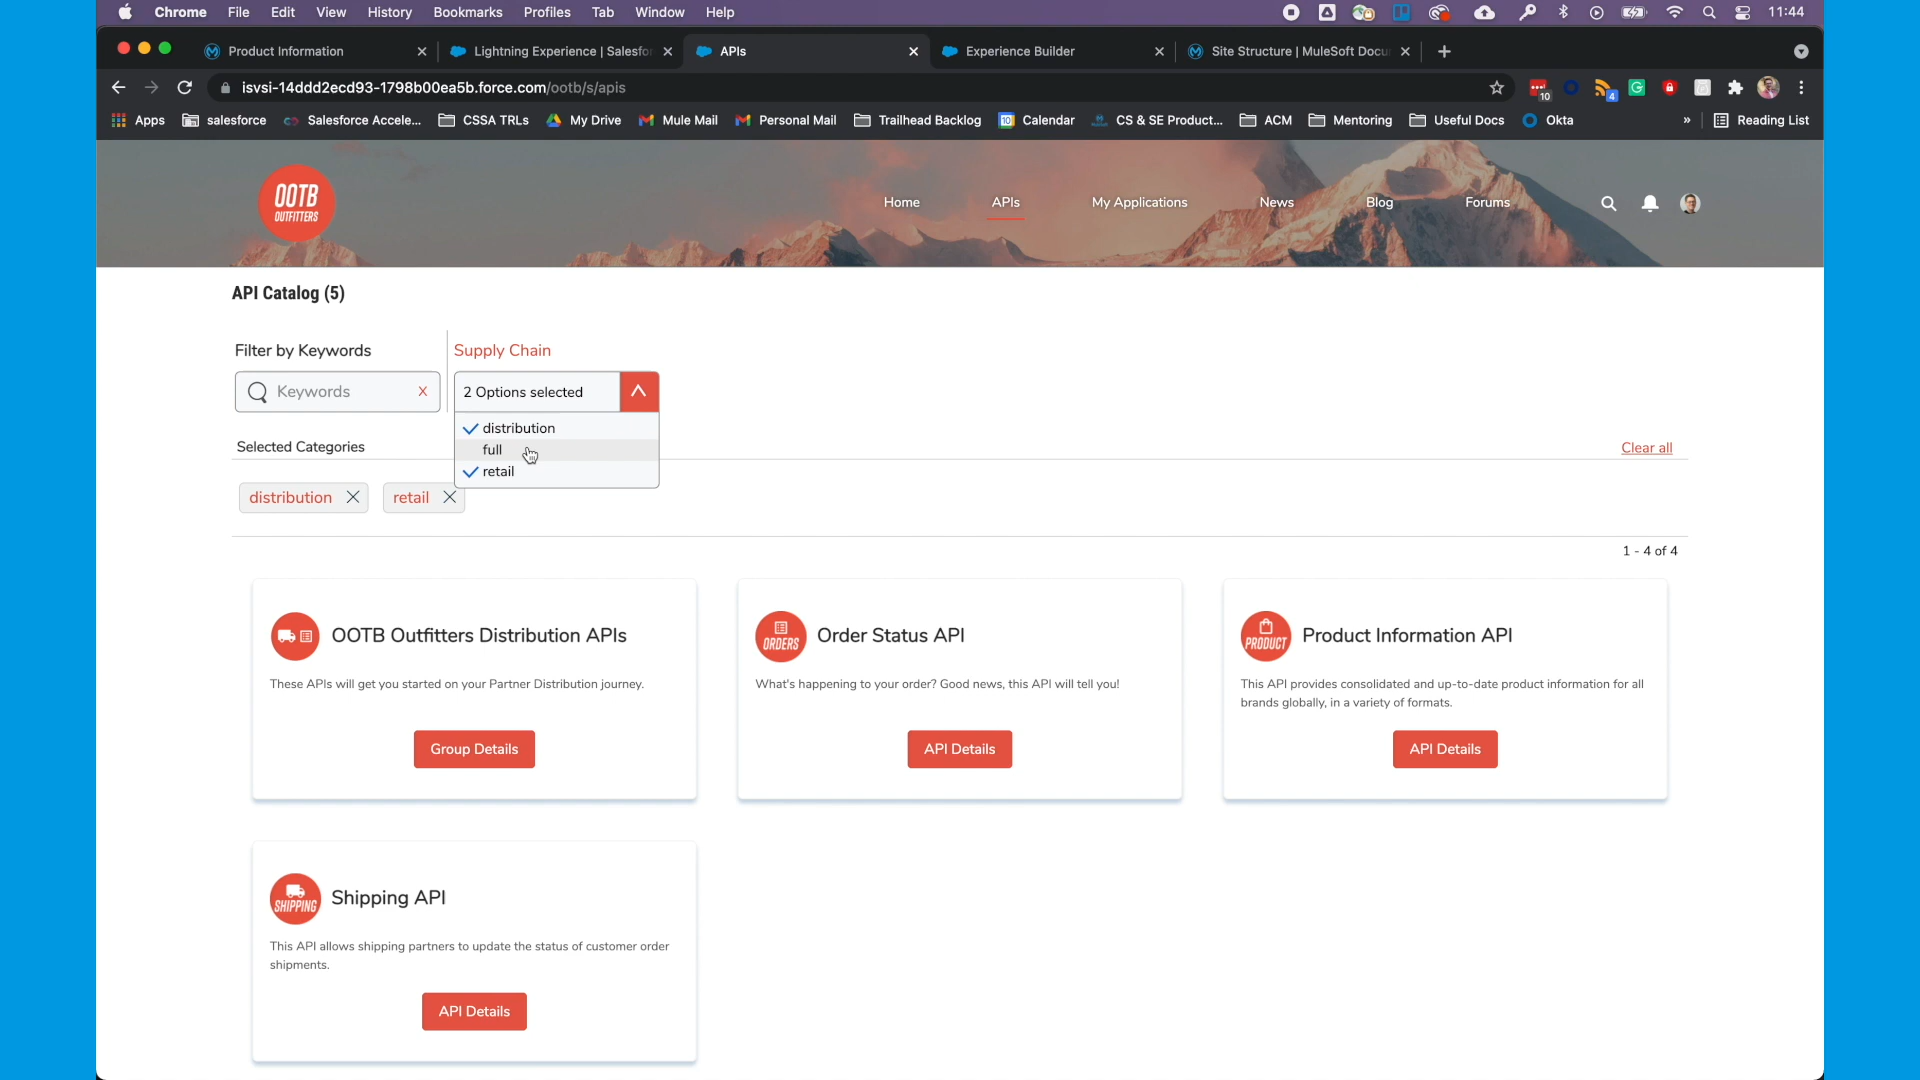 Chrome File Edit View History Bookmarks Profiles Tab Window Help 11:44
Product Information Lightning Experience | Salesfo APIs Experience Builder Site Structure | MuleSoft Docu
isvsi-14ddd2ecd93-1798b00ea5b.force.com/ootb/s/apis 10 4
Apps salesforce Salesforce Accele... CSSA TRLs My Drive Mule Mail Personal Mail Trailhead Backlog Calendar CS & SE Product... ACM Mentoring Useful Docs Okta » Reading List
OOTB
OUTFITTERS
Home APIs My Applications News Blog Forums
API Catalog (5)
Filter by Keywords Supply Chain
Keywords X 2 Options selected
distribution
full
retail
Selected Categories Clear all
distribution retail
1 - 4 of 4
OOTB Outfitters Distribution APIs
These APIs will get you started on your Partner Distribution journey.
Group Details
ORDERS
Order Status API
What's happening to your order? Good news, this API will tell you!
API Details
PRODUCT
Product Information API
This API provides consolidated and up-to-date product information for all
brands globally, in a variety of formats.
API Details
SHIPPING
Shipping API
This API allows shipping partners to update the status of customer order
shipments.
API Details